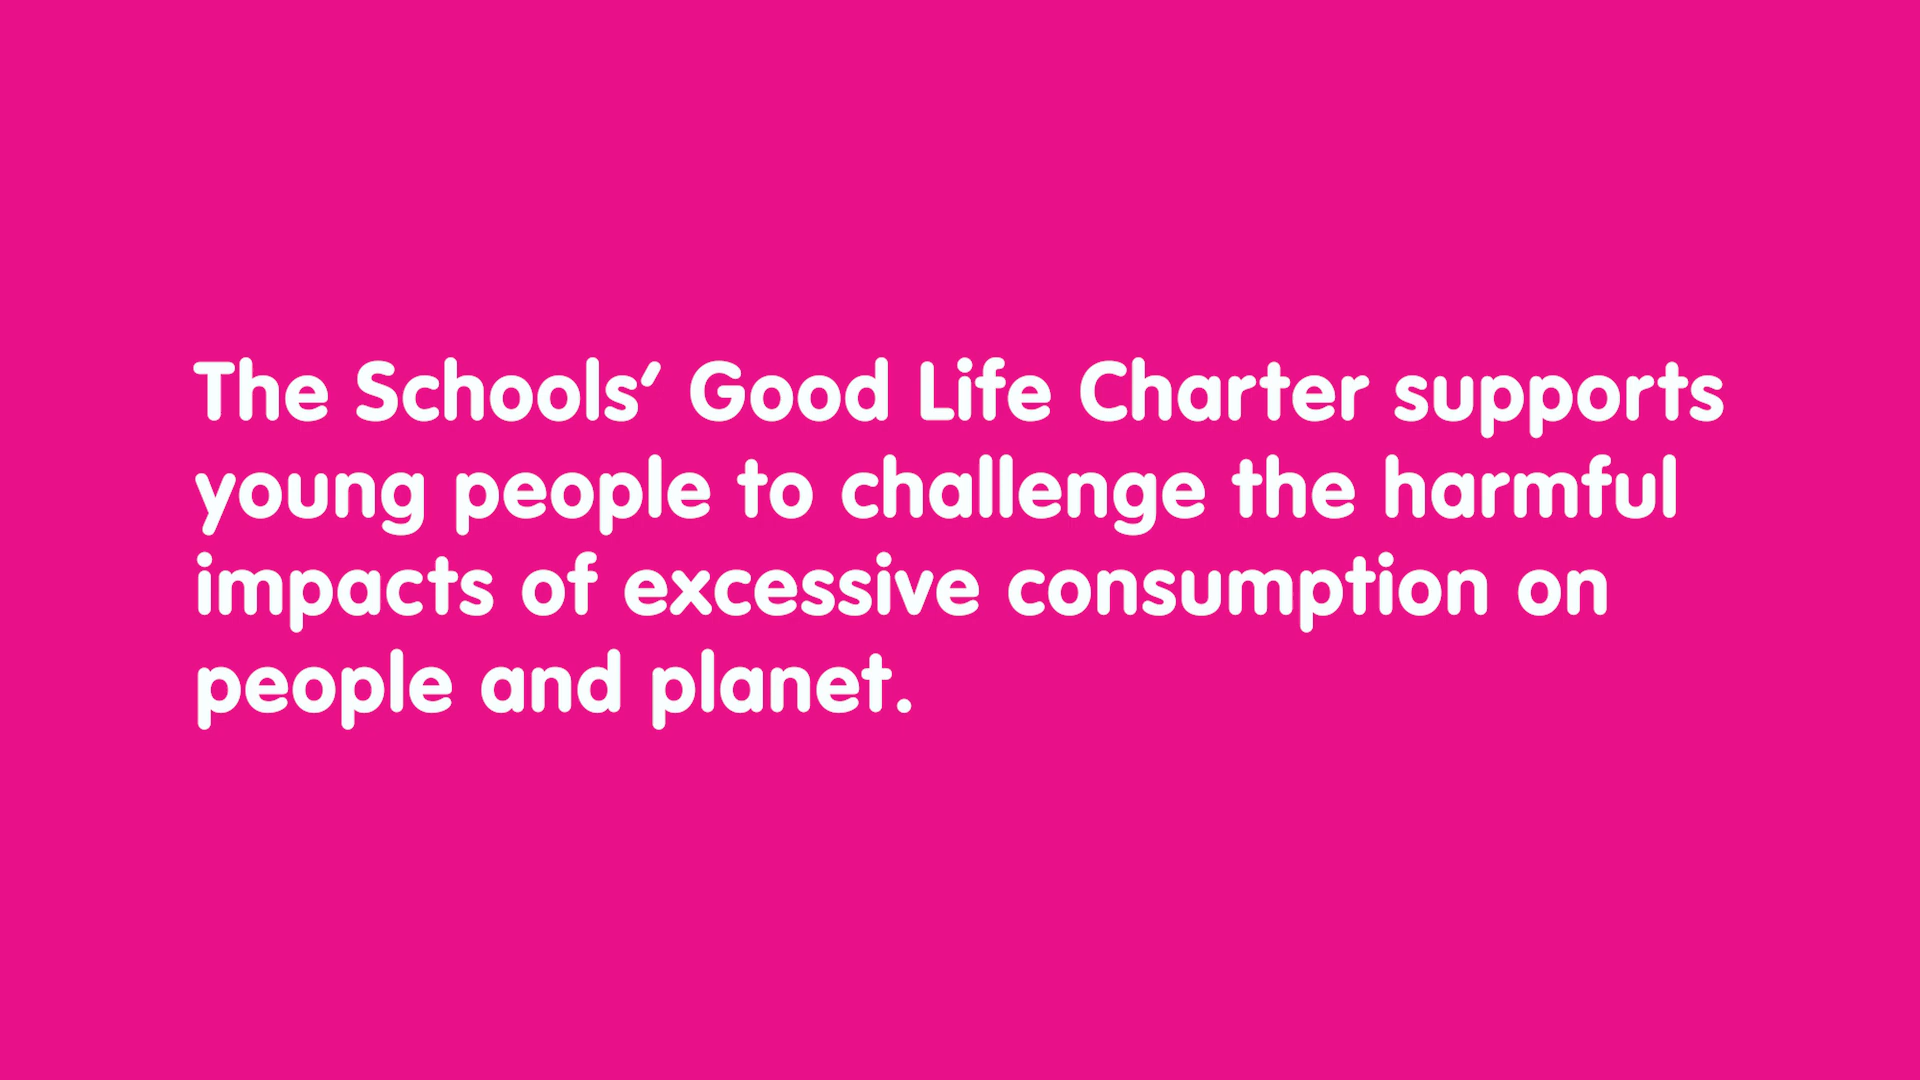 The Schools’ Good Life Charter supports
young people to challenge the harmful
impacts of excessive consumption on
people and planet.